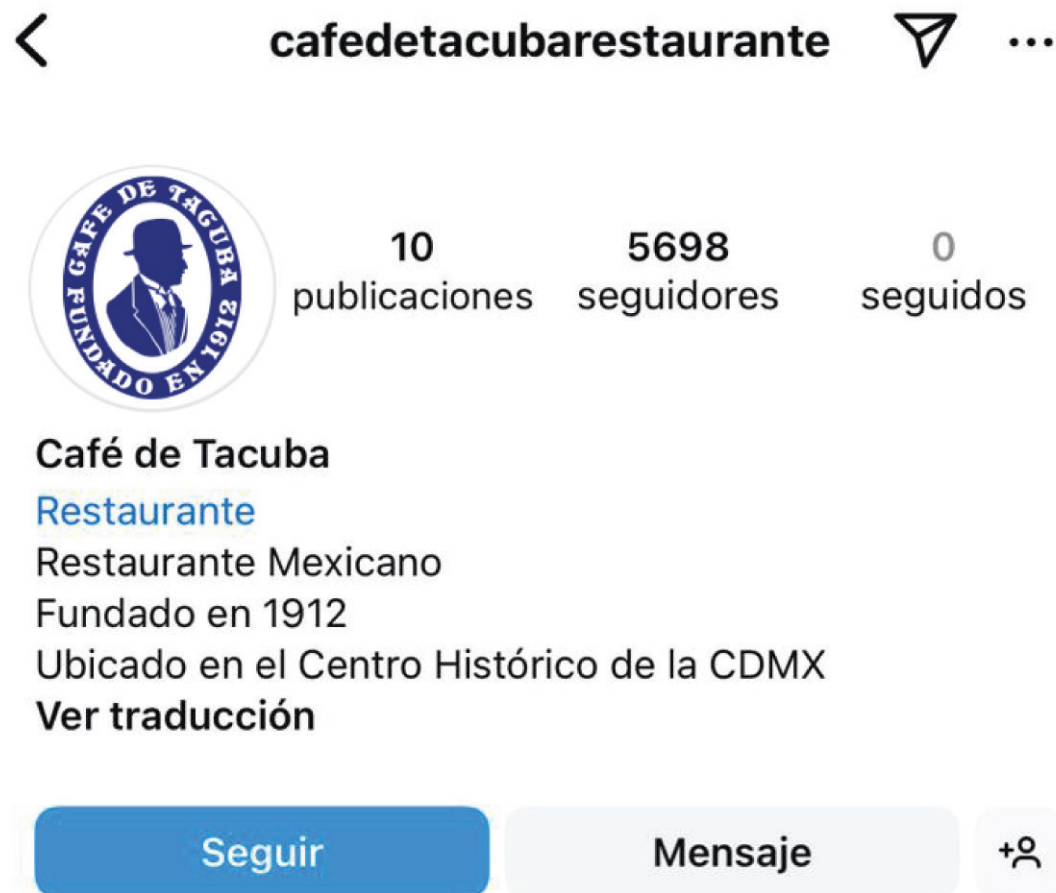 cafedetacubarestaurante
CAFE DE TACUBA
FUNDADO EN 1912
10 5698 0
publicaciones seguidores seguidos
Café de Tacuba
Restaurante
Restaurante Mexicano
Fundado en 1912
Ubicado en el Centro Histórico de la CDMX
Ver traducción
Seguir Mensaje